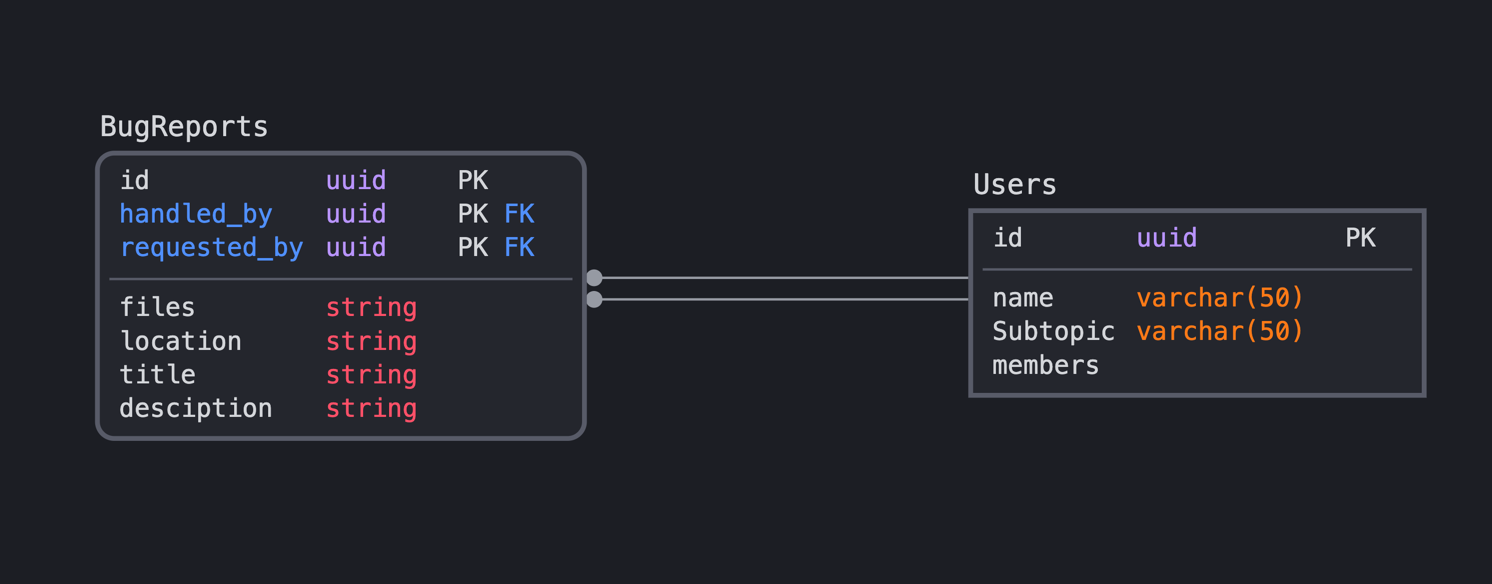 BugReports
id uuid PK
handled_by uuid PK FK
requested_by uuid PK FK
files string
location string
title string
desciption string
Users
id uuid PK
name varchar(50)
Subtopic varchar(50)
members